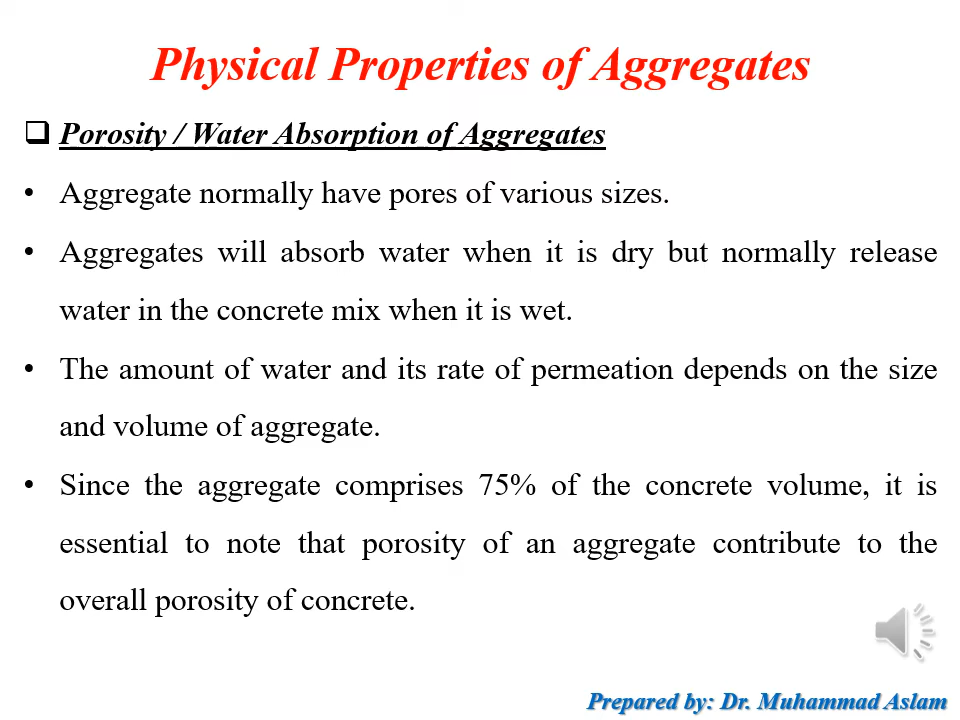 Physical Properties of Aggregates
❑ Porosity / Water Absorption of Aggregates
• Aggregate normally have pores of various sizes.
• Aggregates will absorb water when it is dry but normally release
water in the concrete mix when it is wet.
• The amount of water and its rate of permeation depends on the size
and volume of aggregate.
• Since the aggregate comprises 75% of the concrete volume, it is
essential to note that porosity of an aggregate contribute to the
overall porosity of concrete.
Prepared by: Dr. Muhammad Aslam